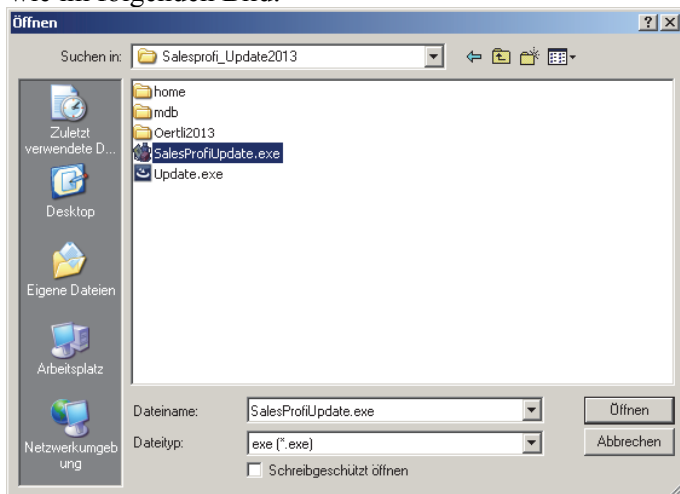 wie im folgenden Bild:
Öffnen
Suchen in:
Salesprofi_Update2013
Zuletzt
verwendete D...
Desktop
Eigene Dateien
Arbeitsplatz
Netzwerkumgeb
ung
home
mdb
Oertli2013
SalesProfiUpdate.exe
Update.exe
Dateiname:
SalesProfiUpdate.exe
Öffnen
Dateityp:
exe (*.exe)
Abbrechen
Schreibgeschützt öffnen